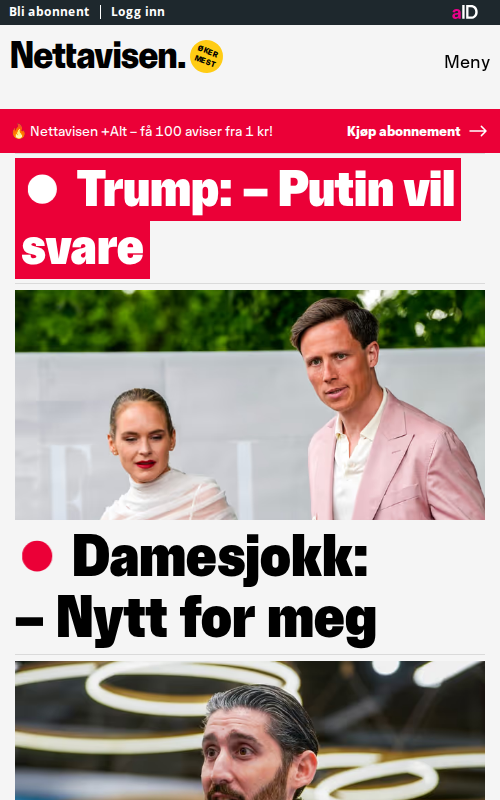 Bli abonnent | Logg inn
aID
Nettavisen.
ØKER
MEST
Meny
🔥 Nettavisen +Alt – få 100 aviser fra 1 kr!
Kjøp abonnement →
Trump: – Putin vil
svare
Damesjokk:
– Nytt for meg